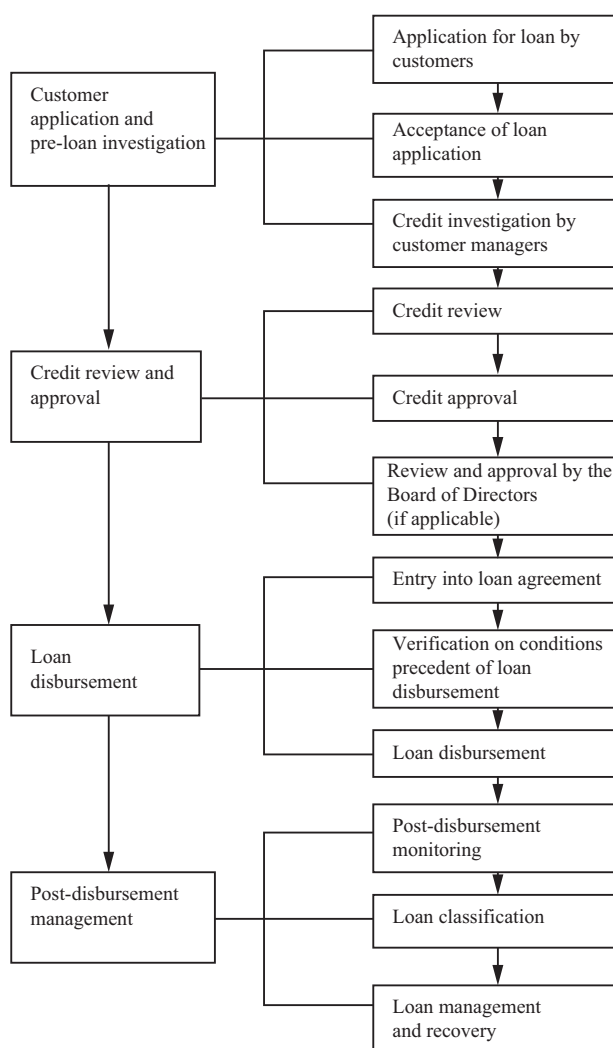 Customer
application and
pre-loan investigation
Application for loan by
customers
Acceptance of loan
application
Credit investigation by
customer managers
Credit review and
approval
Credit review
Credit approval
Review and approval by the
Board of Directors
(if applicable)
Loan
disbursement
Entry into loan agreement
Verification on conditions
precedent of loan
disbursement
Loan disbursement
Post-disbursement
management
Post-disbursement
monitoring
Loan classification
Loan management
and recovery